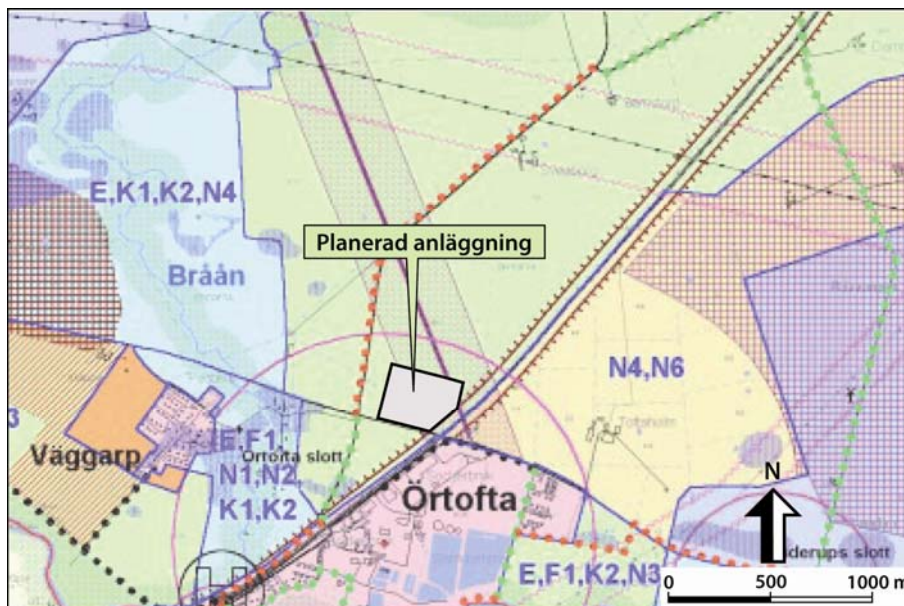 E,K1,K2,N4
Planerad anläggning
Bråån
N4,N6
Väggarp
E,F1,
Örtofta slott
N1,N2,
K1,K2
Örtofta
N
E,F1,K2,N3
0 500 1000 m